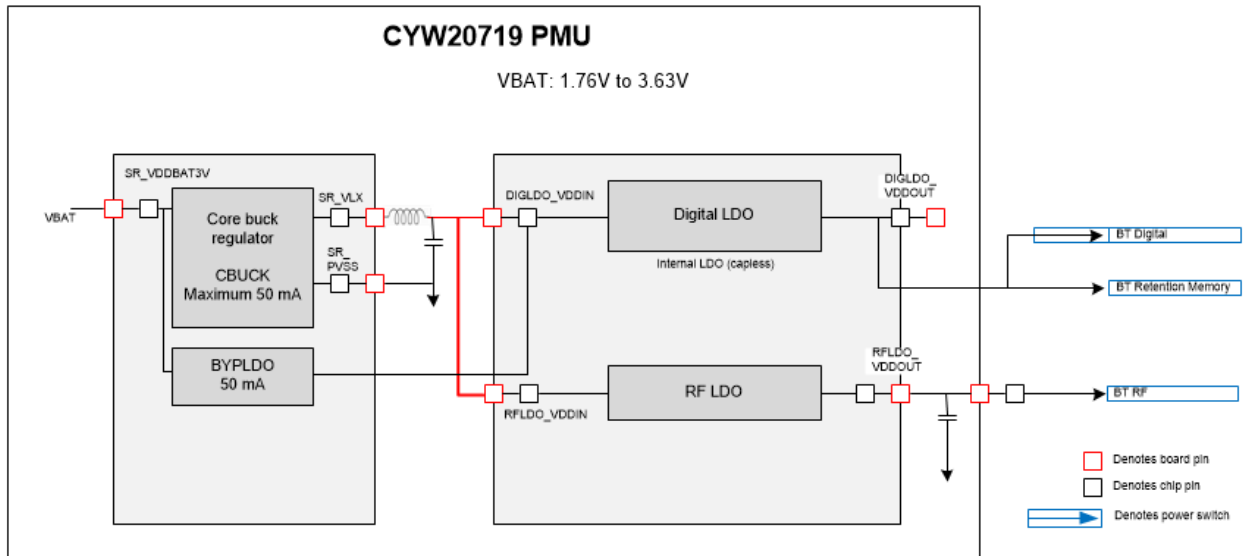 CYW20719 PMU
VBAT: 1.76V to 3.63V
SR_VDDBAT3V
VBAT
Core buck
regulator
CBUCK
Maximum 50 mA
SR_VLX
SR_
PVSS
BYPLDO
50 mA
DIGLDO_VDDIN
Digital LDO
Internal LDO (capless)
DIGLDO_
VDDOUT
BT Digital
BT Retention Memory
RFLDO_VDDIN
RF LDO
RFLDO_
VDDOUT
BT RF
Denotes board pin
Denotes chip pin
Denotes power switch